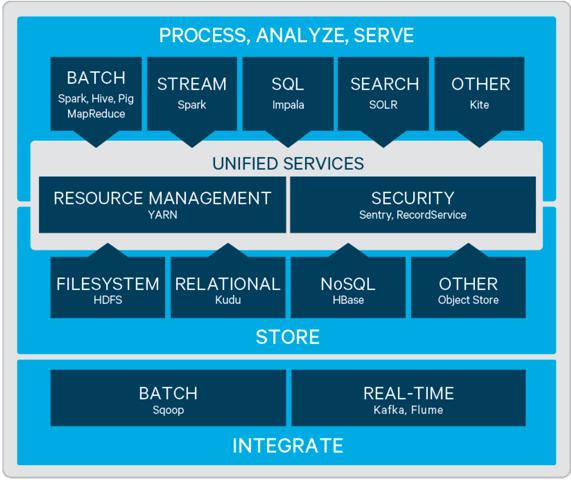 PROCESS, ANALYZE, SERVE
BATCH
Spark, Hive, Pig
MapReduce
STREAM
Spark
SQL
Impala
SEARCH
SOLR
OTHER
Kite
UNIFIED SERVICES
RESOURCE MANAGEMENT
YARN
SECURITY
Sentry, RecordService
FILESYSTEM
HDFS
RELATIONAL
Kudu
NoSQL
HBase
OTHER
Object Store
STORE
BATCH
Sqoop
REAL-TIME
Kafka, Flume
INTEGRATE